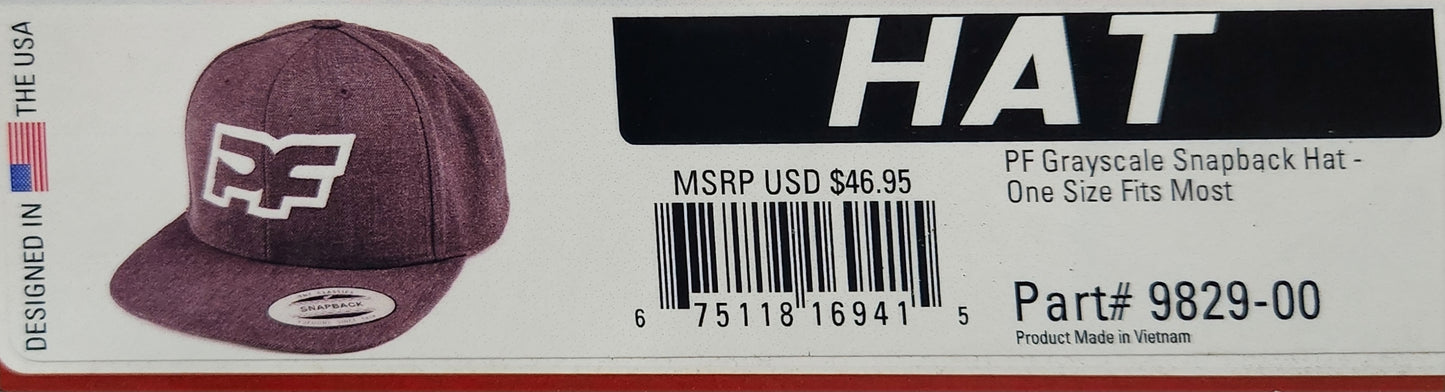 DESIGNED IN THE USA
PF
SNAPBACK
HAT
MSRP USD $46.95
6 75118 16941 5
PF Grayscale Snapback Hat -
One Size Fits Most
Part# 9829-00
Product Made in Vietnam